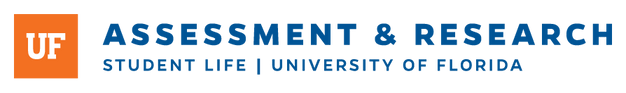 UF
ASSESSMENT & RESEARCH
STUDENT LIFE | UNIVERSITY OF FLORIDA